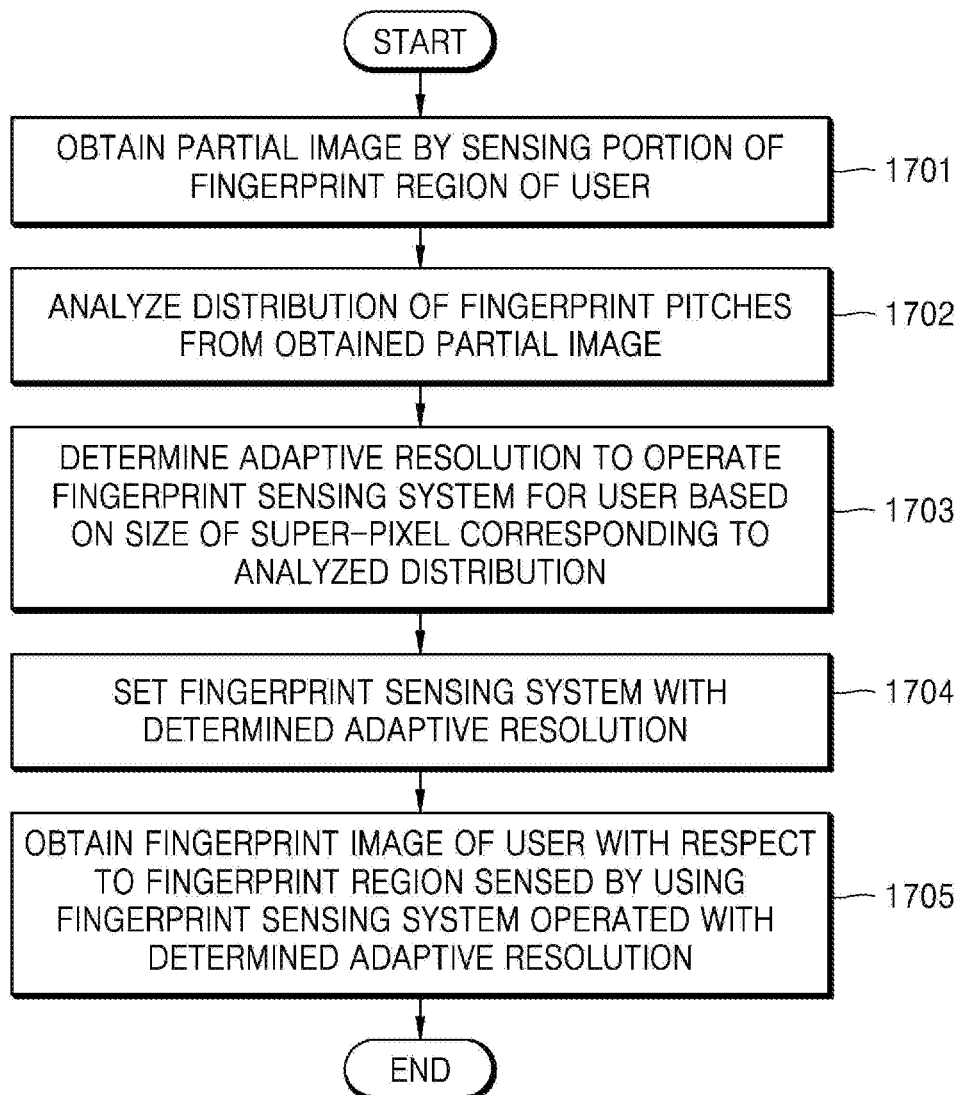 START
OBTAIN PARTIAL IMAGE BY SENSING PORTION OF
FINGERPRINT REGION OF USER
1701
ANALYZE DISTRIBUTION OF FINGERPRINT PITCHES
FROM OBTAINED PARTIAL IMAGE
1702
DETERMINE ADAPTIVE RESOLUTION TO OPERATE
FINGERPRINT SENSING SYSTEM FOR USER BASED
ON SIZE OF SUPER-PIXEL CORRESPONDING TO
ANALYZED DISTRIBUTION
1703
SET FINGERPRINT SENSING SYSTEM WITH
DETERMINED ADAPTIVE RESOLUTION
1704
OBTAIN FINGERPRINT IMAGE OF USER WITH RESPECT
TO FINGERPRINT REGION SENSED BY USING
FINGERPRINT SENSING SYSTEM OPERATED WITH
DETERMINED ADAPTIVE RESOLUTION
1705
END